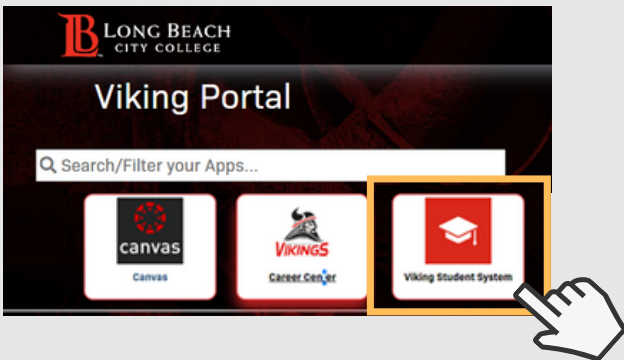 LONG BEACH
CITY COLLEGE
Viking Portal
Search/Filter your Apps...
canvas
Canvas
VIKINGS
Career Center
Viking Student System